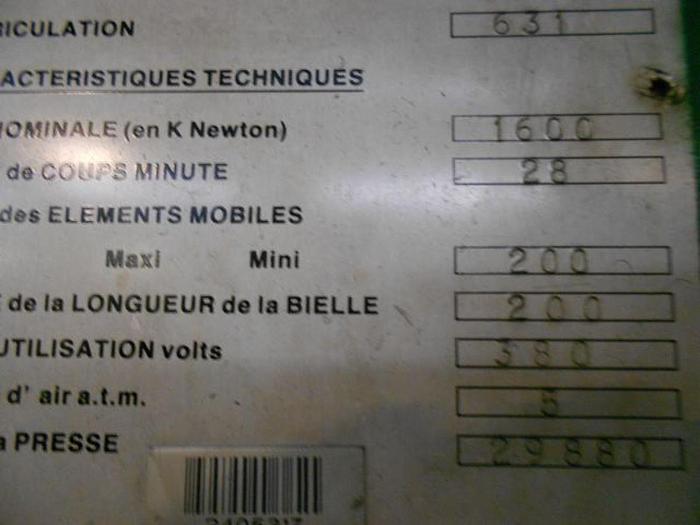 RICULATION 631
ACTERISTIQUES TECHNIQUES
NOMINALE (en K Newton) 1600
de COUPS MINUTE 28
des ELEMENTS MOBILES
Maxi Mini 200
de la LONGUEUR de la BIELLE 200
UTILISATION volts 380
d' air a.t.m. 5
a PRESSE 29880